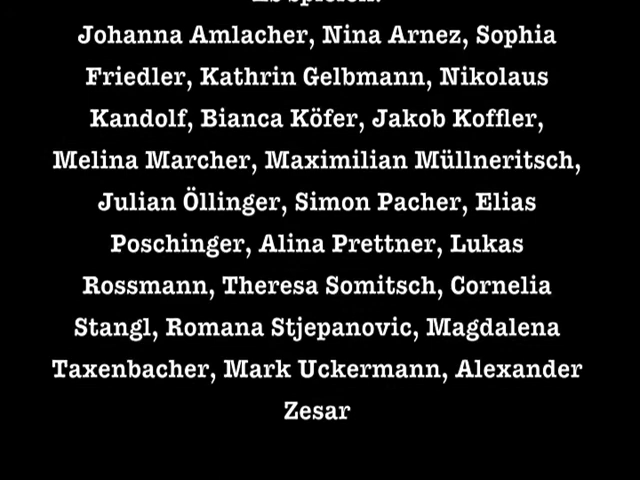 Es spielen:
Johanna Amlacher, Nina Arnez, Sophia
Friedler, Kathrin Gelbmann, Nikolaus
Kandolf, Bianca Köfer, Jakob Koffler,
Melina Marcher, Maximilian Müllneritsch,
Julian Öllinger, Simon Pacher, Elias
Poschinger, Alina Prettner, Lukas
Rossmann, Theresa Somitsch, Cornelia
Stangl, Romana Stjepanovic, Magdalena
Taxenbacher, Mark Uckermann, Alexander
Zesar